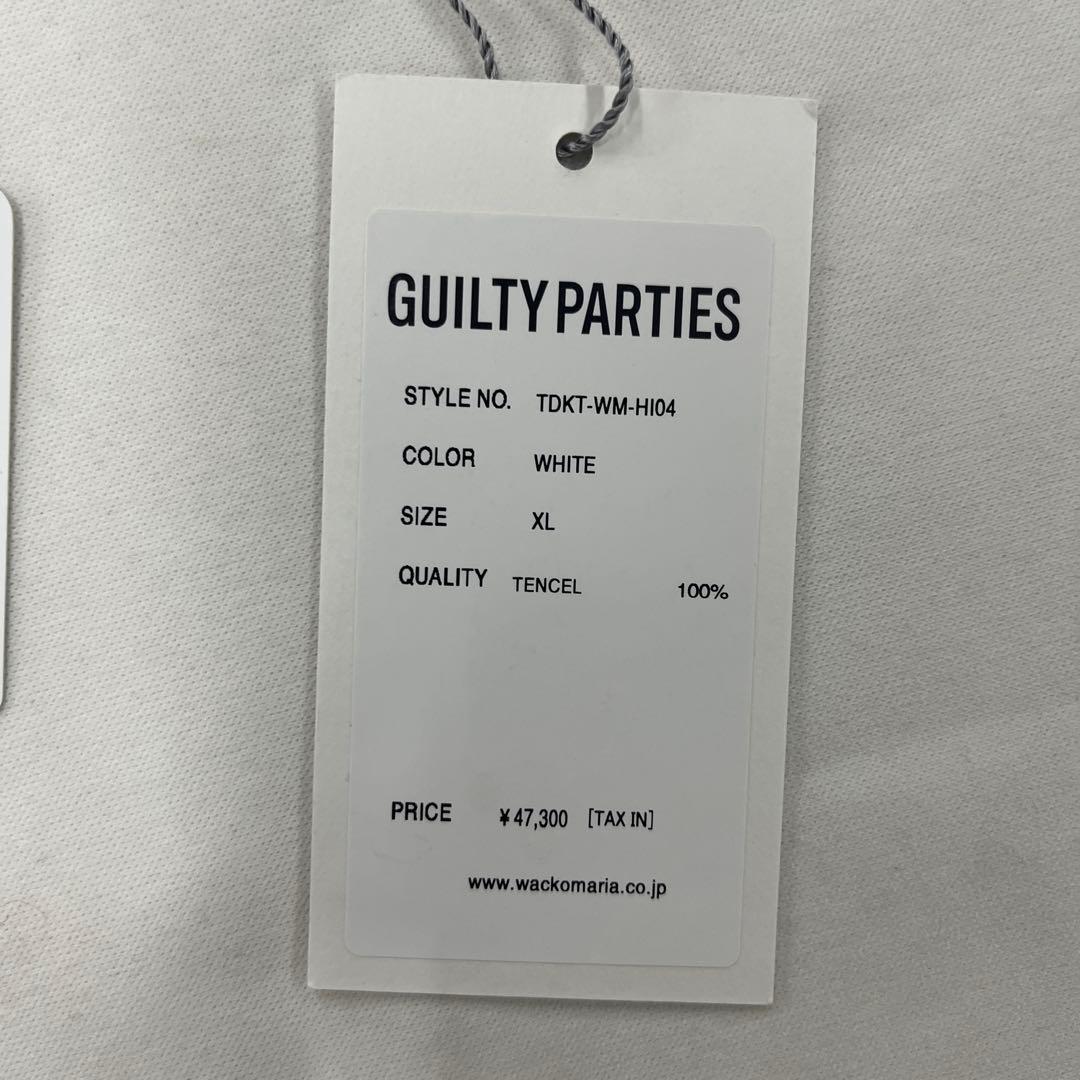 GUILTY PARTIES
STYLE NO. TDKT-WM-HI04
COLOR WHITE
SIZE XL
QUALITY TENCEL 100%
PRICE ¥47,300 [TAX IN]
www.wackomaria.co.jp